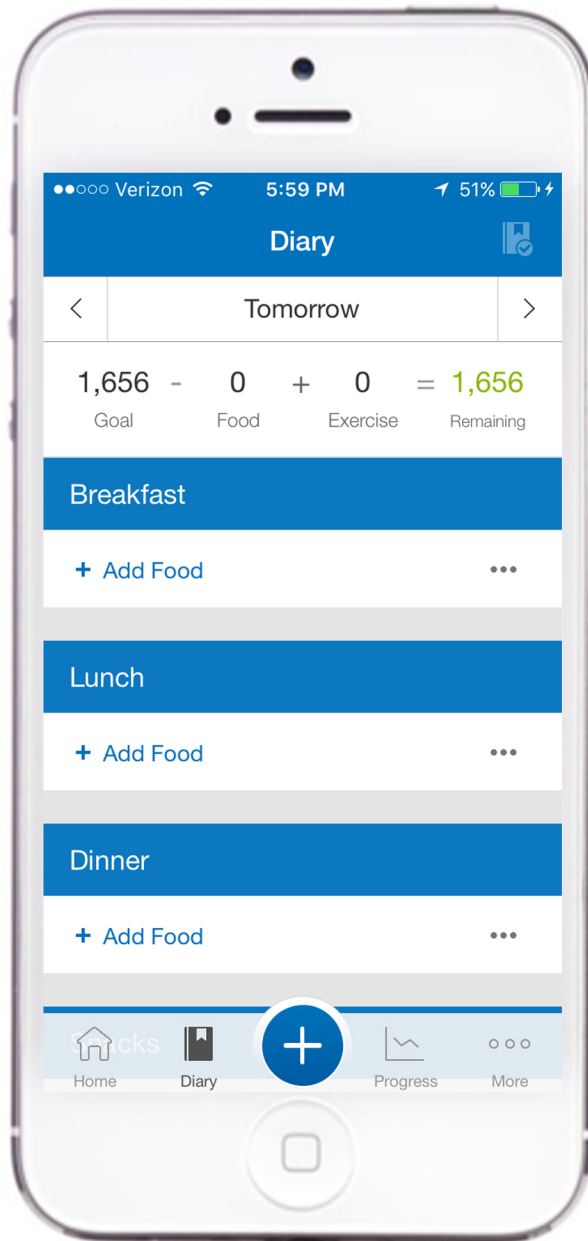 Verizon 5:59 PM 51%
Diary
Tomorrow
1,656 - 0 + 0 = 1,656
Goal Food Exercise Remaining
Breakfast
+ Add Food
Lunch
+ Add Food
Dinner
+ Add Food
Snacks
Home Diary Progress More